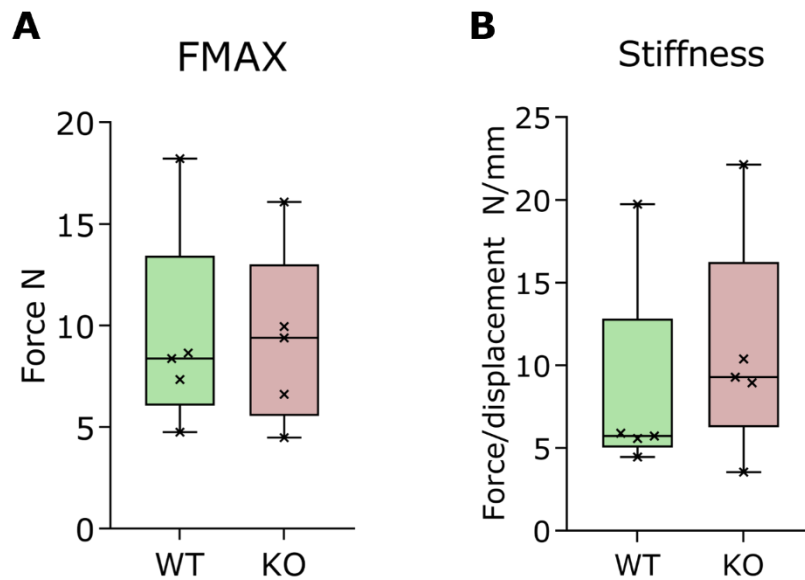 A
FMAX
Force N
20
15
10
5
0
WT KO
B
Stiffness
Force/displacement N/mm
25
20
15
10
5
0
WT KO